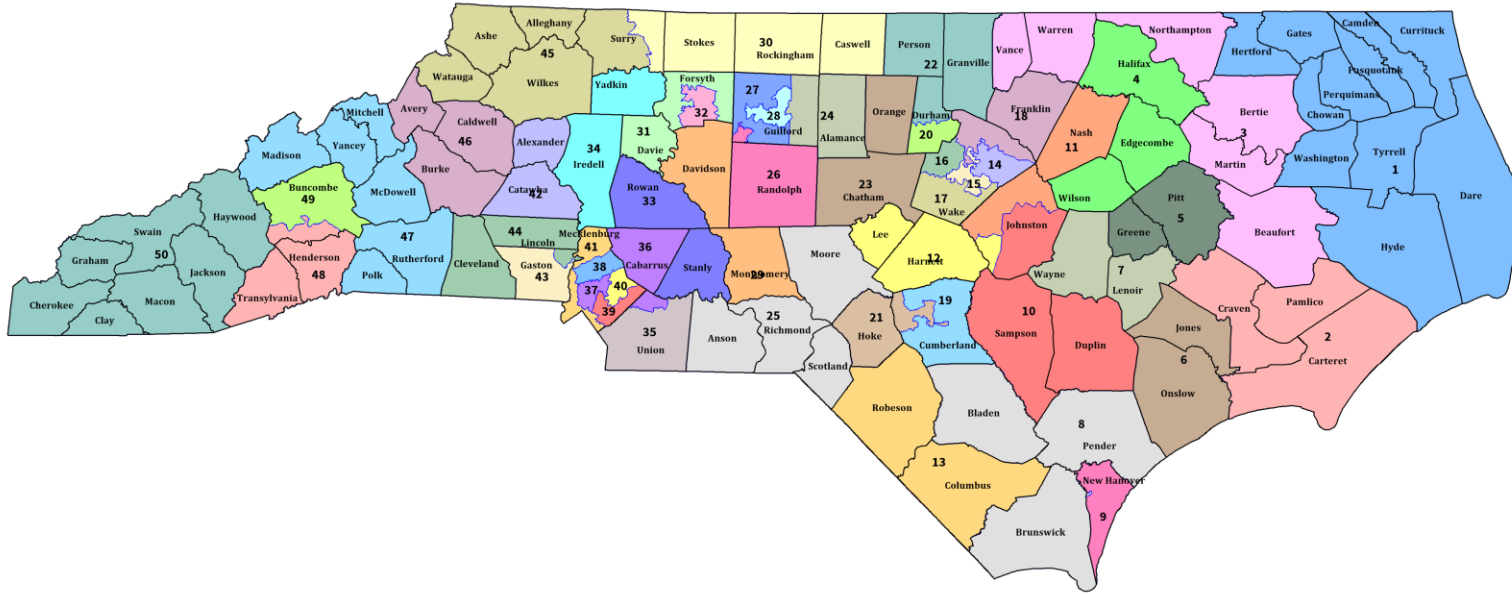 Ashe
Alleghany
45
Surry
Stokes
30
Rockingham
Caswell
Person
22
Granville
Vance
Warren
Northampton
Halifax
4
Hertford
Gates
Camden
Currituck
Pasquotank
Perquimans
Chowan
Watauga
Wilkes
Yadkin
Forsyth
32
27
28
Guilford
24
Alamance
Orange
Durham
20
Franklin
18
Nash
11
Edgecombe
Bertie
3
Martin
Washington
Tyrrell
1
Dare
Mitchell
Avery
Caldwell
46
Yancey
Madison
Burke
Alexander
34
Iredell
31
Davie
Davidson
26
Randolph
23
Chatham
16
14
15
17
Wake
Wilson
Pitt
5
Greene
Beaufort
Hyde
Buncombe
49
McDowell
Catawba
42
Rowan
33
Haywood
Swain
50
Graham
Jackson
Macon
Cherokee
Clay
Henderson
48
Transylvania
47
Rutherford
Polk
Cleveland
44
Lincoln
Gaston
43
Mecklenburg
41
38
37
40
39
36
Cabarrus
Stanly
Montgomery
29
Moore
Lee
Harnett
12
Johnston
Wayne
7
Lenoir
Craven
Pamlico
2
Carteret
Jones
6
Onslow
35
Union
Anson
25
Richmond
Scotland
21
Hoke
19
Cumberland
10
Sampson
Duplin
Robeson
Bladen
8
Pender
13
Columbus
New Hanover
9
Brunswick